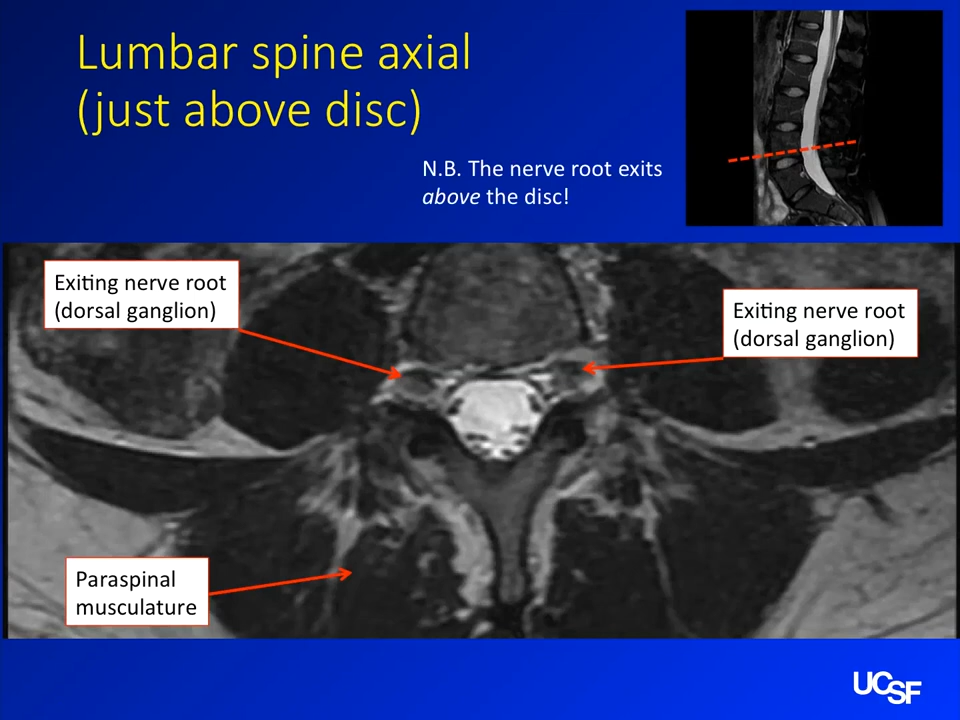 Lumbar spine axial
(just above disc)
N.B. The nerve root exits
above the disc!
Exiting nerve root
(dorsal ganglion)
Exiting nerve root
(dorsal ganglion)
Paraspinal
musculature
UCSF